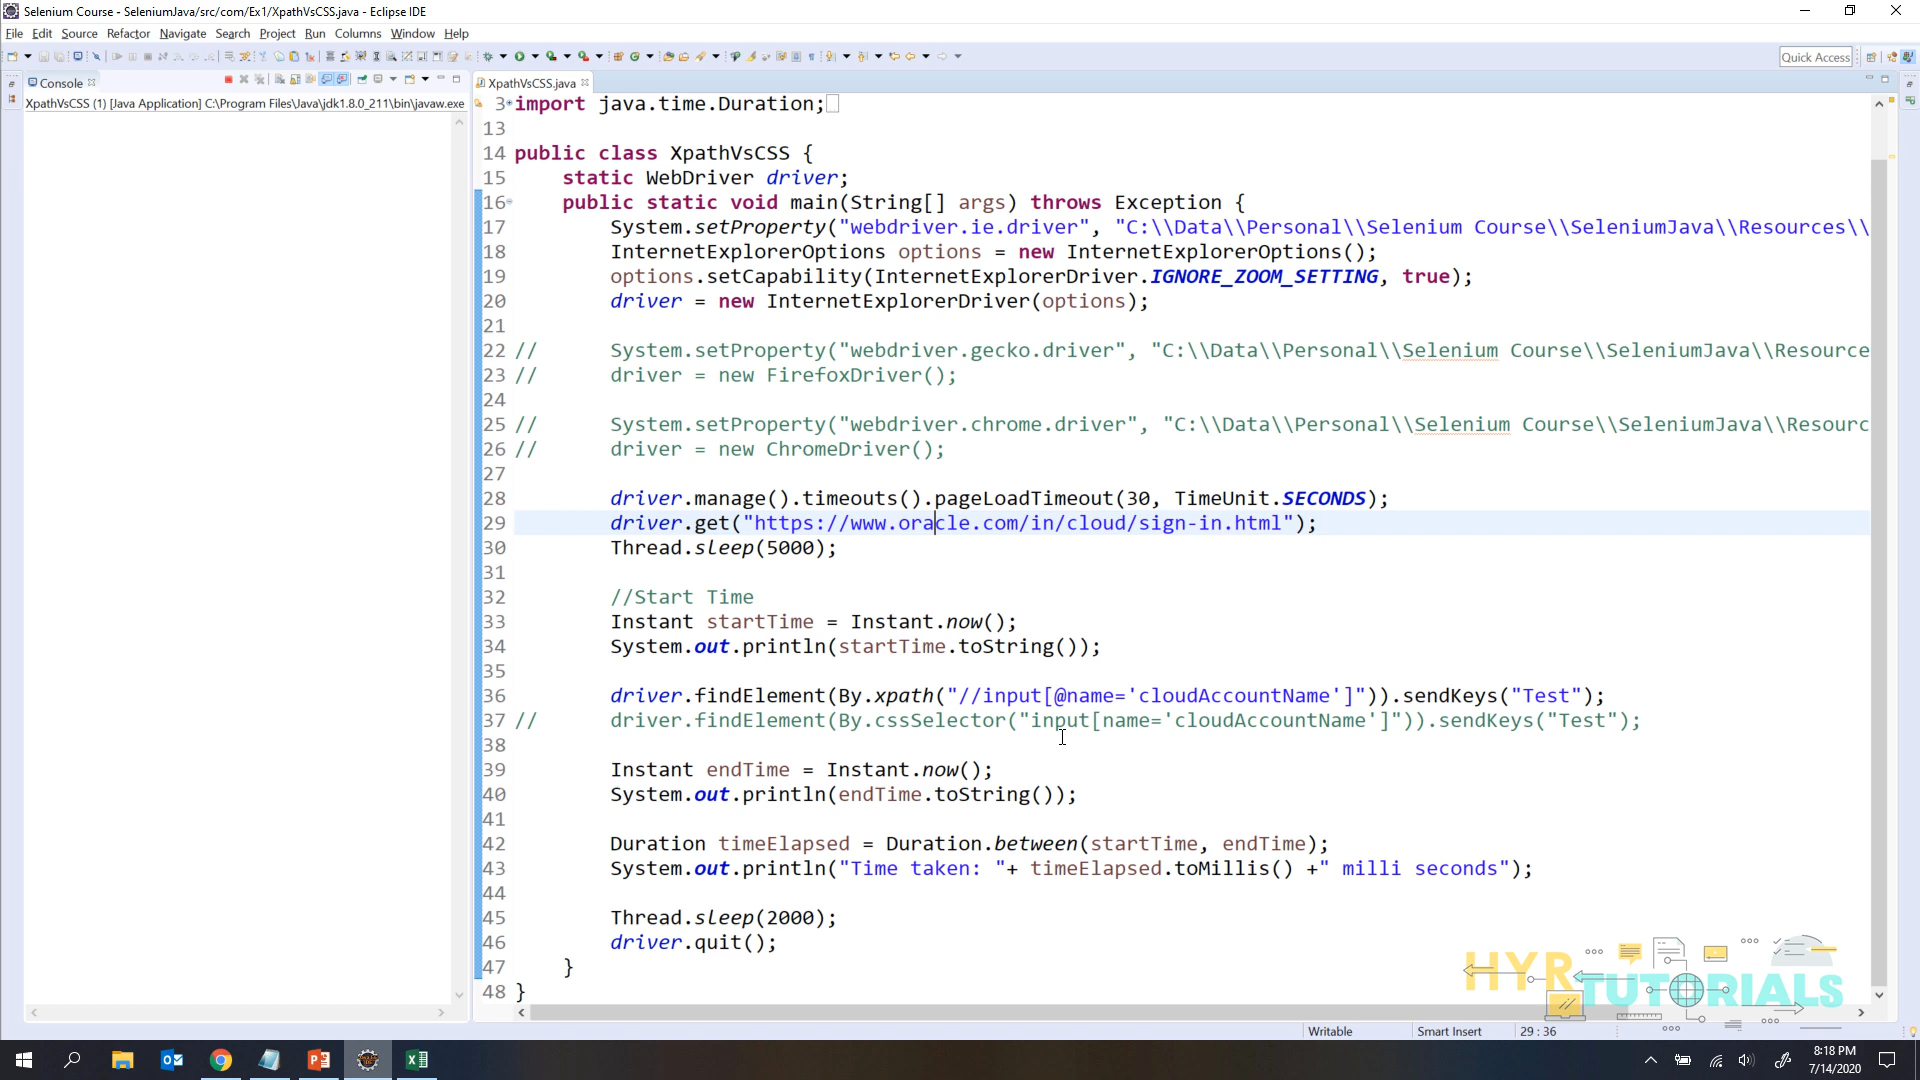 Selenium Course - SeleniumJava/src/com/Ex1/XpathVsCSS.java - Eclipse IDE
File Edit Source Refactor Navigate Search Project Run Columns Window Help
Quick Access
Console
XpathVsCSS.java
XpathVsCSS (1) [Java Application] C:\Program Files\Java\jdk1.8.0_211\bin\javaw.exe
3 import java.time.Duration;
13
14 public class XpathVsCSS {
15 static WebDriver driver;
16 public static void main(String[] args) throws Exception {
17 System.setProperty("webdriver.ie.driver", "C:\\Data\\Personal\\Selenium Course\\SeleniumJava\\Resources\\
18 InternetExplorerOptions options = new InternetExplorerOptions();
19 options.setCapability(InternetExplorerDriver.IGNORE_ZOOM_SETTING, true);
20 driver = new InternetExplorerDriver(options);
21
22 // System.setProperty("webdriver.gecko.driver", "C:\\Data\\Personal\\Selenium Course\\SeleniumJava\\Resource
23 // driver = new FirefoxDriver();
24
25 // System.setProperty("webdriver.chrome.driver", "C:\\Data\\Personal\\Selenium Course\\SeleniumJava\\Resourc
26 // driver = new ChromeDriver();
27
28 driver.manage().timeouts().pageLoadTimeout(30, TimeUnit.SECONDS);
29 driver.get("https://www.oracle.com/in/cloud/sign-in.html");
30 Thread.sleep(5000);
31
32 //Start Time
33 Instant startTime = Instant.now();
34 System.out.println(startTime.toString());
35
36 driver.findElement(By.xpath("//input[@name='cloudAccountName']")).sendKeys("Test");
37 // driver.findElement(By.cssSelector("input[name='cloudAccountName']")).sendKeys("Test");
38
39 Instant endTime = Instant.now();
40 System.out.println(endTime.toString());
41
42 Duration timeElapsed = Duration.between(startTime, endTime);
43 System.out.println("Time taken: "+ timeElapsed.toMillis() +" milli seconds");
44
45 Thread.sleep(2000);
46 driver.quit();
47 }
48 }
HYR TUTORIALS
Writable Smart Insert 29 : 36
8:18 PM
7/14/2020